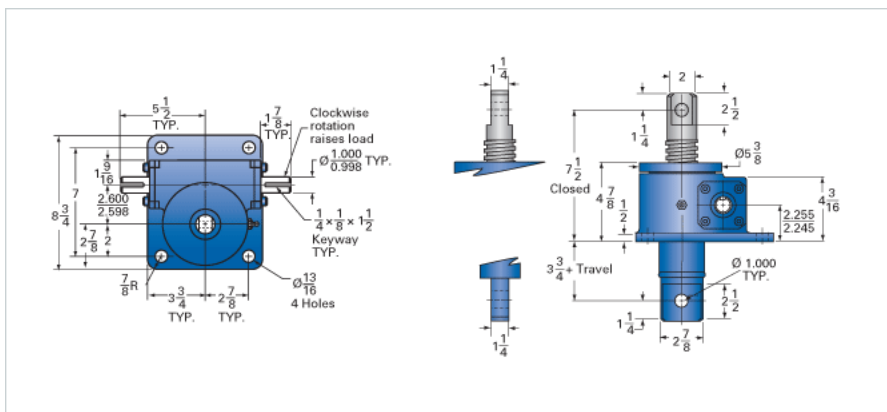 5 1/2
TYP.
1 7/8
TYP.
Clockwise
rotation
raises load
Ø 1.000
0.998 TYP.
1 9/16
7
8 3/4
2.600
2.598
2 7/8
2
1/4 × 1/8 × 1 1/2
Keyway
TYP.
7/8 R
3 3/4
TYP.
2 7/8
TYP.
Ø 13/16
4 Holes
1 1/4
1 1/4
2
2 1/2
1 1/4
7 1/2
Closed
Ø5 3/8
4 7/8
1/2
4 3/16
2.255
2.245
3 3/4 + Travel
Ø 1.000
TYP.
2 1/2
1 1/4
2 7/8